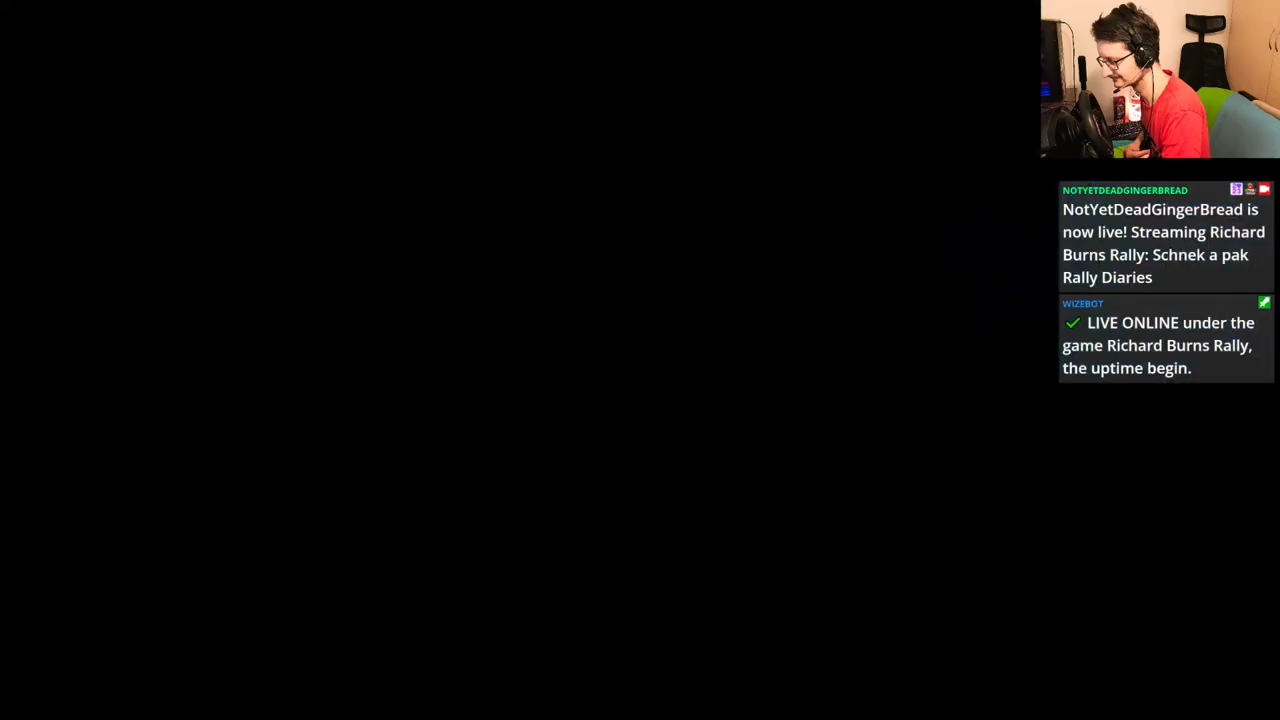 NOTYETDEADGINGERBREAD
NotYetDeadGingerBread is
now live! Streaming Richard
Burns Rally: Schnek a pak
Rally Diaries
WIZEBOT
LIVE ONLINE under the
game Richard Burns Rally,
the uptime begin.